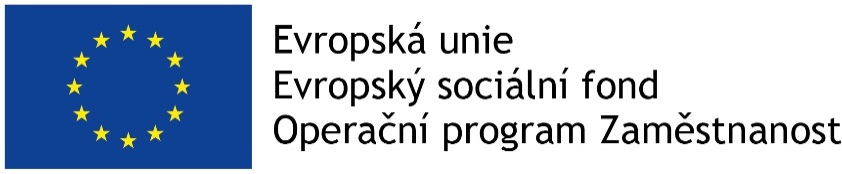 Evropská unie
Evropský sociální fond
Operační program Zaměstnanost